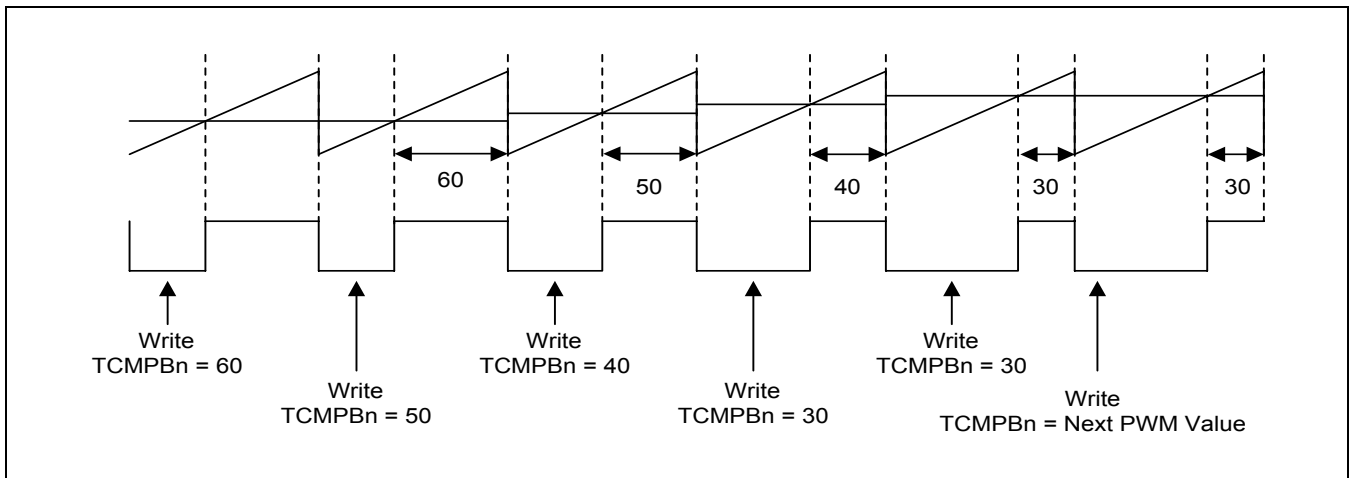 60
50
40
30
30
Write
TCMPBn = 60
Write
TCMPBn = 50
Write
TCMPBn = 40
Write
TCMPBn = 30
Write
TCMPBn = 30
Write
TCMPBn = Next PWM Value